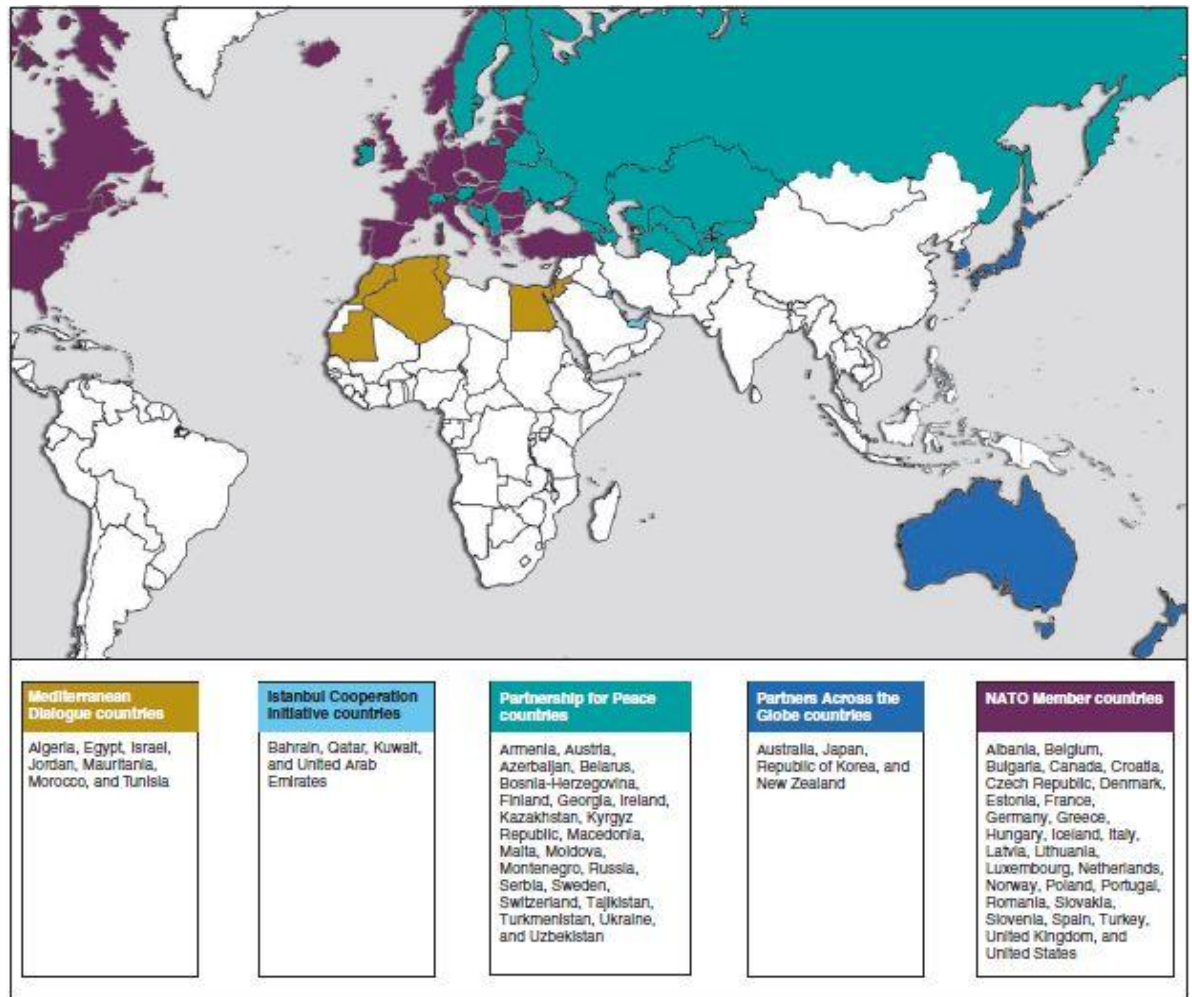 Mediterranean
Dialogue countries
Algeria, Egypt, Israel,
Jordan, Mauritania,
Morocco, and Tunisia
Istanbul Cooperation
Initiative countries
Bahrain, Qatar, Kuwait,
and United Arab
Emirates
Partnership for Peace
countries
Armenia, Austria,
Azerbaijan, Belarus,
Bosnia-Herzegovina,
Finland, Georgia, Ireland,
Kazakhstan, Kyrgyz
Republic, Macedonia,
Malta, Moldova,
Montenegro, Russia,
Serbia, Sweden,
Switzerland, Tajikistan,
Turkmenistan, Ukraine,
and Uzbekistan
Partners Across the
Globe countries
Australia, Japan,
Republic of Korea, and
New Zealand
NATO Member countries
Albania, Belgium,
Bulgaria, Canada, Croatia,
Czech Republic, Denmark,
Estonia, France,
Germany, Greece,
Hungary, Iceland, Italy,
Latvia, Lithuania,
Luxembourg, Netherlands,
Norway, Poland, Portugal,
Romania, Slovakia,
Slovenia, Spain, Turkey,
United Kingdom, and
United States